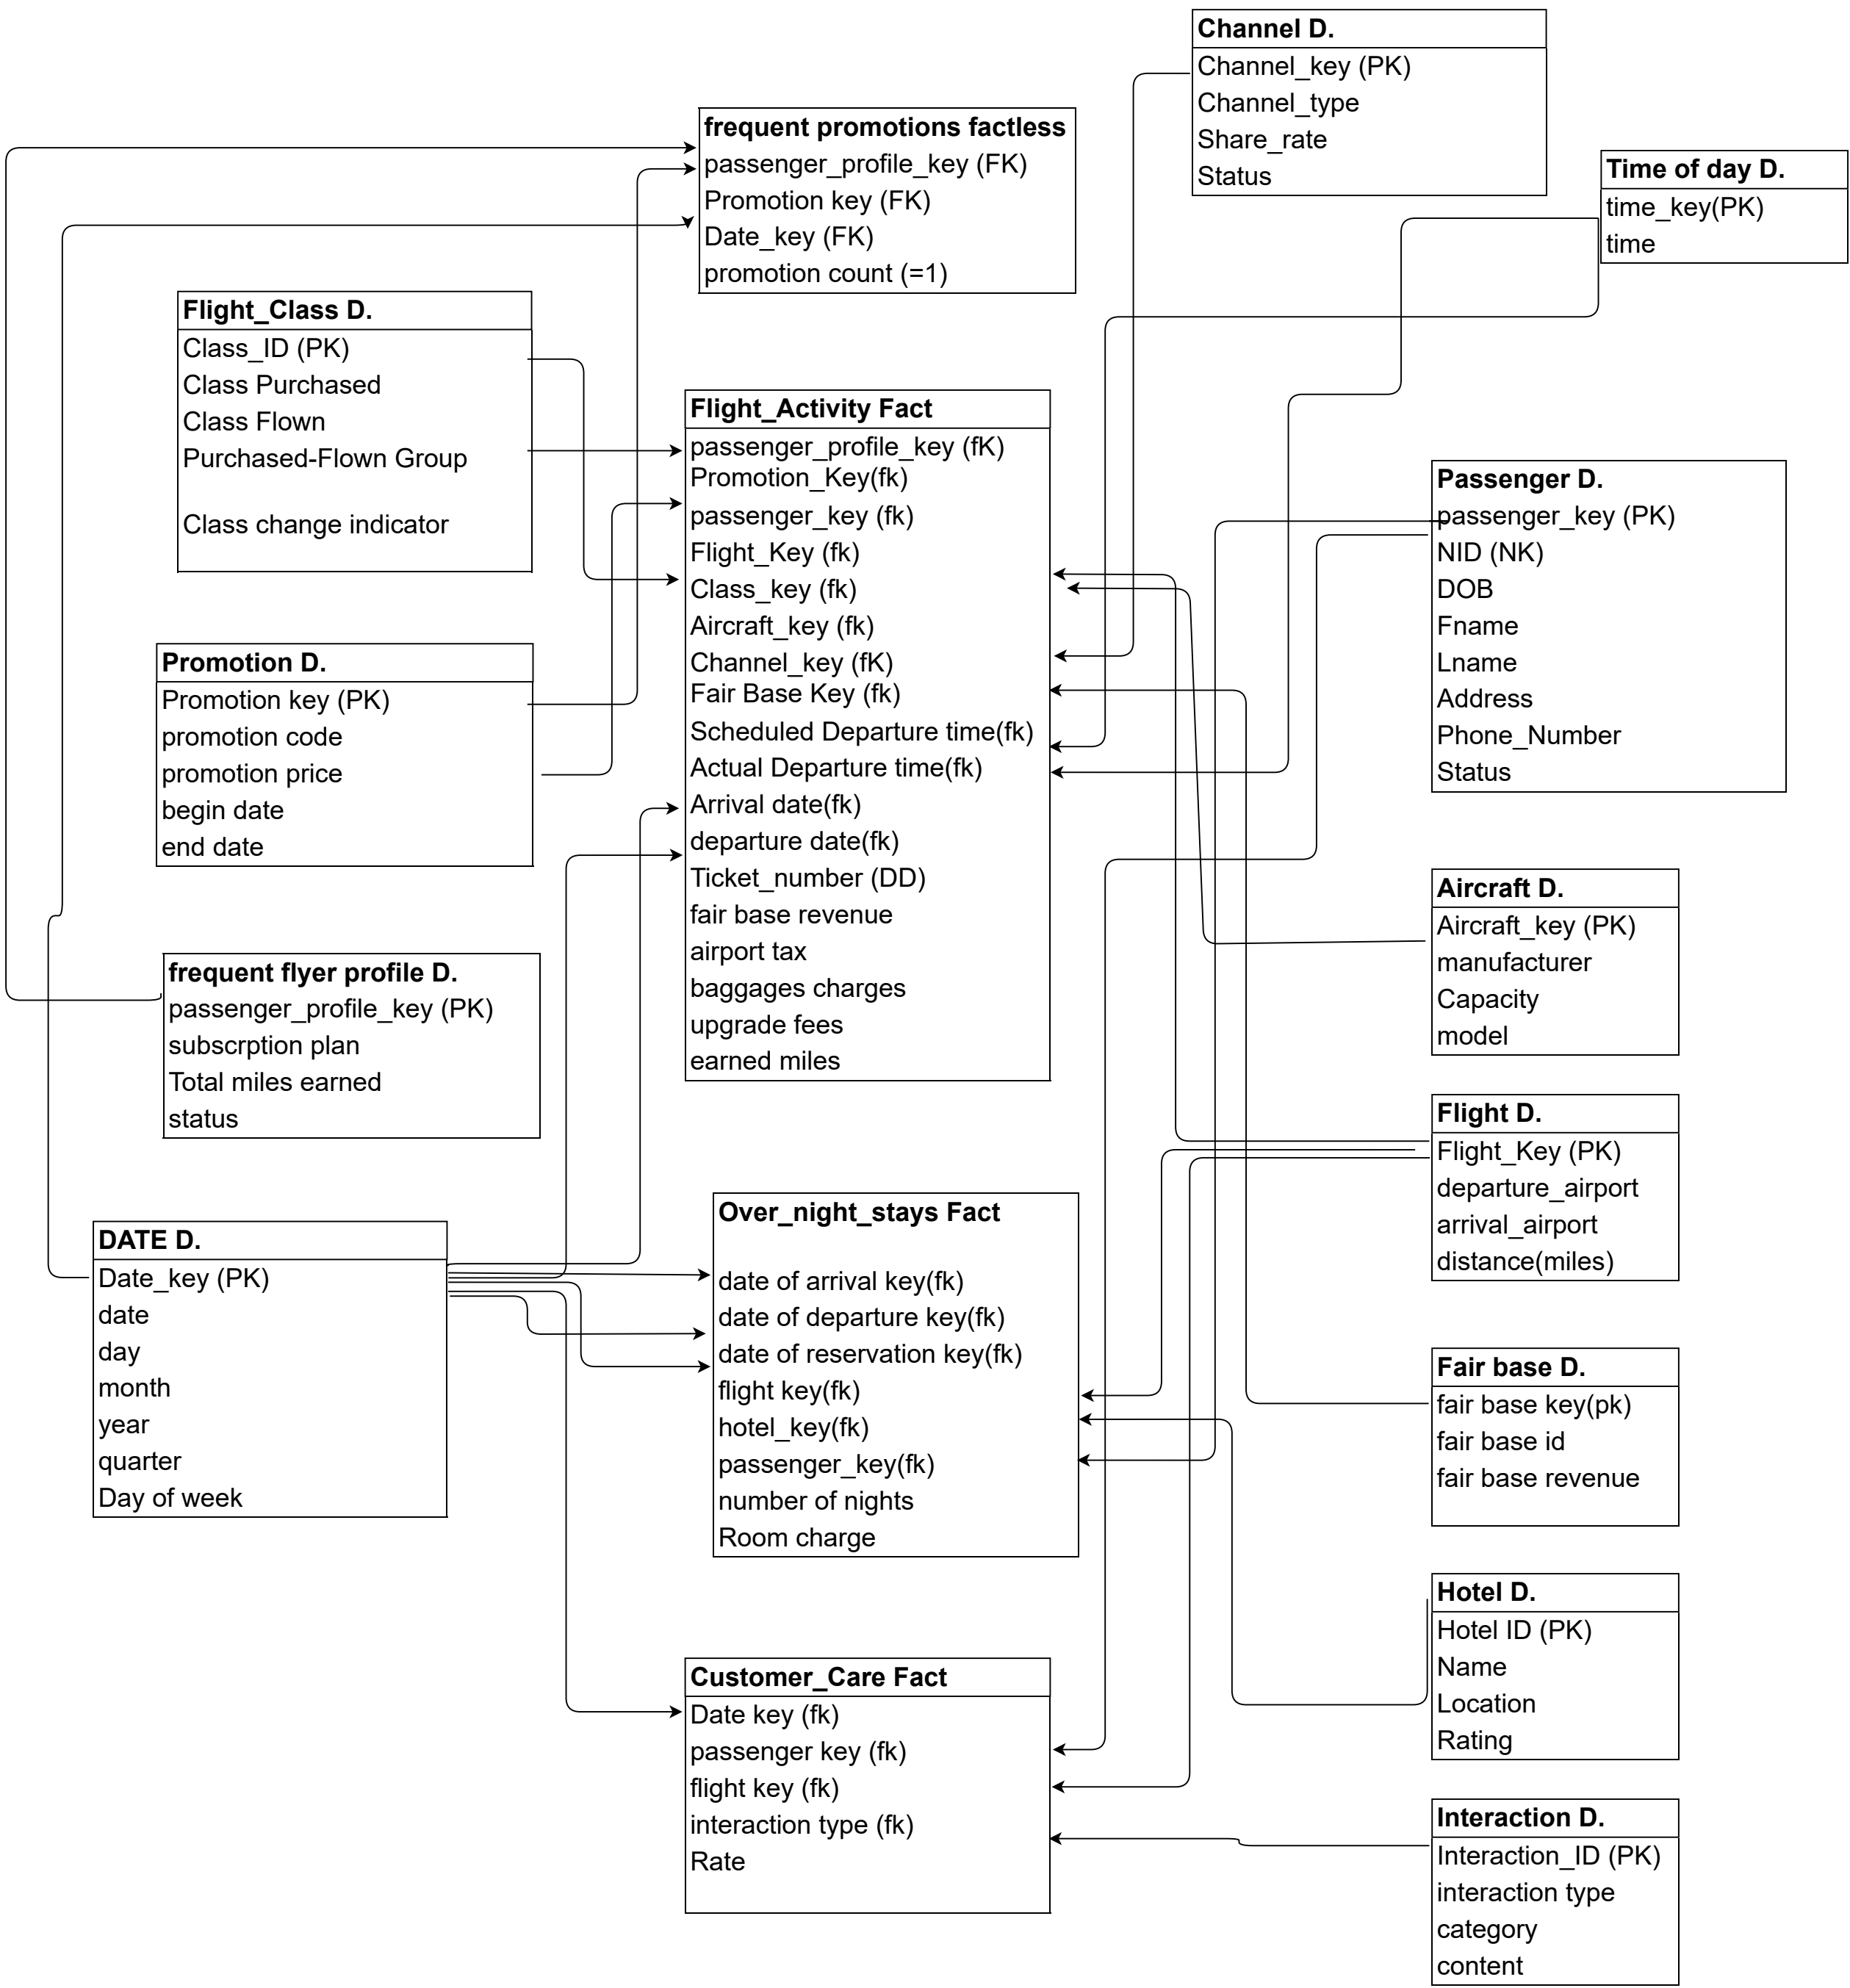 Channel D.
Channel_key (PK)
Channel_type
Share_rate
Status
frequent promotions factless
passenger_profile_key (FK)
Promotion key (FK)
Date_key (FK)
promotion count (=1)
Time of day D.
time_key(PK)
time
Flight_Class D.
Class_ID (PK)
Class Purchased
Class Flown
Purchased-Flown Group
Class change indicator
Flight_Activity Fact
passenger_profile_key (fK)
Promotion_Key(fk)
passenger_key (fk)
Flight_Key (fk)
Class_key (fk)
Aircraft_key (fk)
Channel_key (fK)
Fair Base Key (fk)
Scheduled Departure time(fk)
Actual Departure time(fk)
Arrival date(fk)
departure date(fk)
Ticket_number (DD)
fair base revenue
airport tax
baggages charges
upgrade fees
earned miles
Passenger D.
passenger_key (PK)
NID (NK)
DOB
Fname
Lname
Address
Phone_Number
Status
Promotion D.
Promotion key (PK)
promotion code
promotion price
begin date
end date
Aircraft D.
Aircraft_key (PK)
manufacturer
Capacity
model
frequent flyer profile D.
passenger_profile_key (PK)
subscrption plan
Total miles earned
status
Flight D.
Flight_Key (PK)
departure_airport
arrival_airport
distance(miles)
DATE D.
Date_key (PK)
date
day
month
year
quarter
Day of week
Over_night_stays Fact
date of arrival key(fk)
date of departure key(fk)
date of reservation key(fk)
flight key(fk)
hotel_key(fk)
passenger_key(fk)
number of nights
Room charge
Fair base D.
fair base key(pk)
fair base id
fair base revenue
Hotel D.
Hotel ID (PK)
Name
Location
Rating
Customer_Care Fact
Date key (fk)
passenger key (fk)
flight key (fk)
interaction type (fk)
Rate
Interaction D.
Interaction_ID (PK)
interaction type
category
content